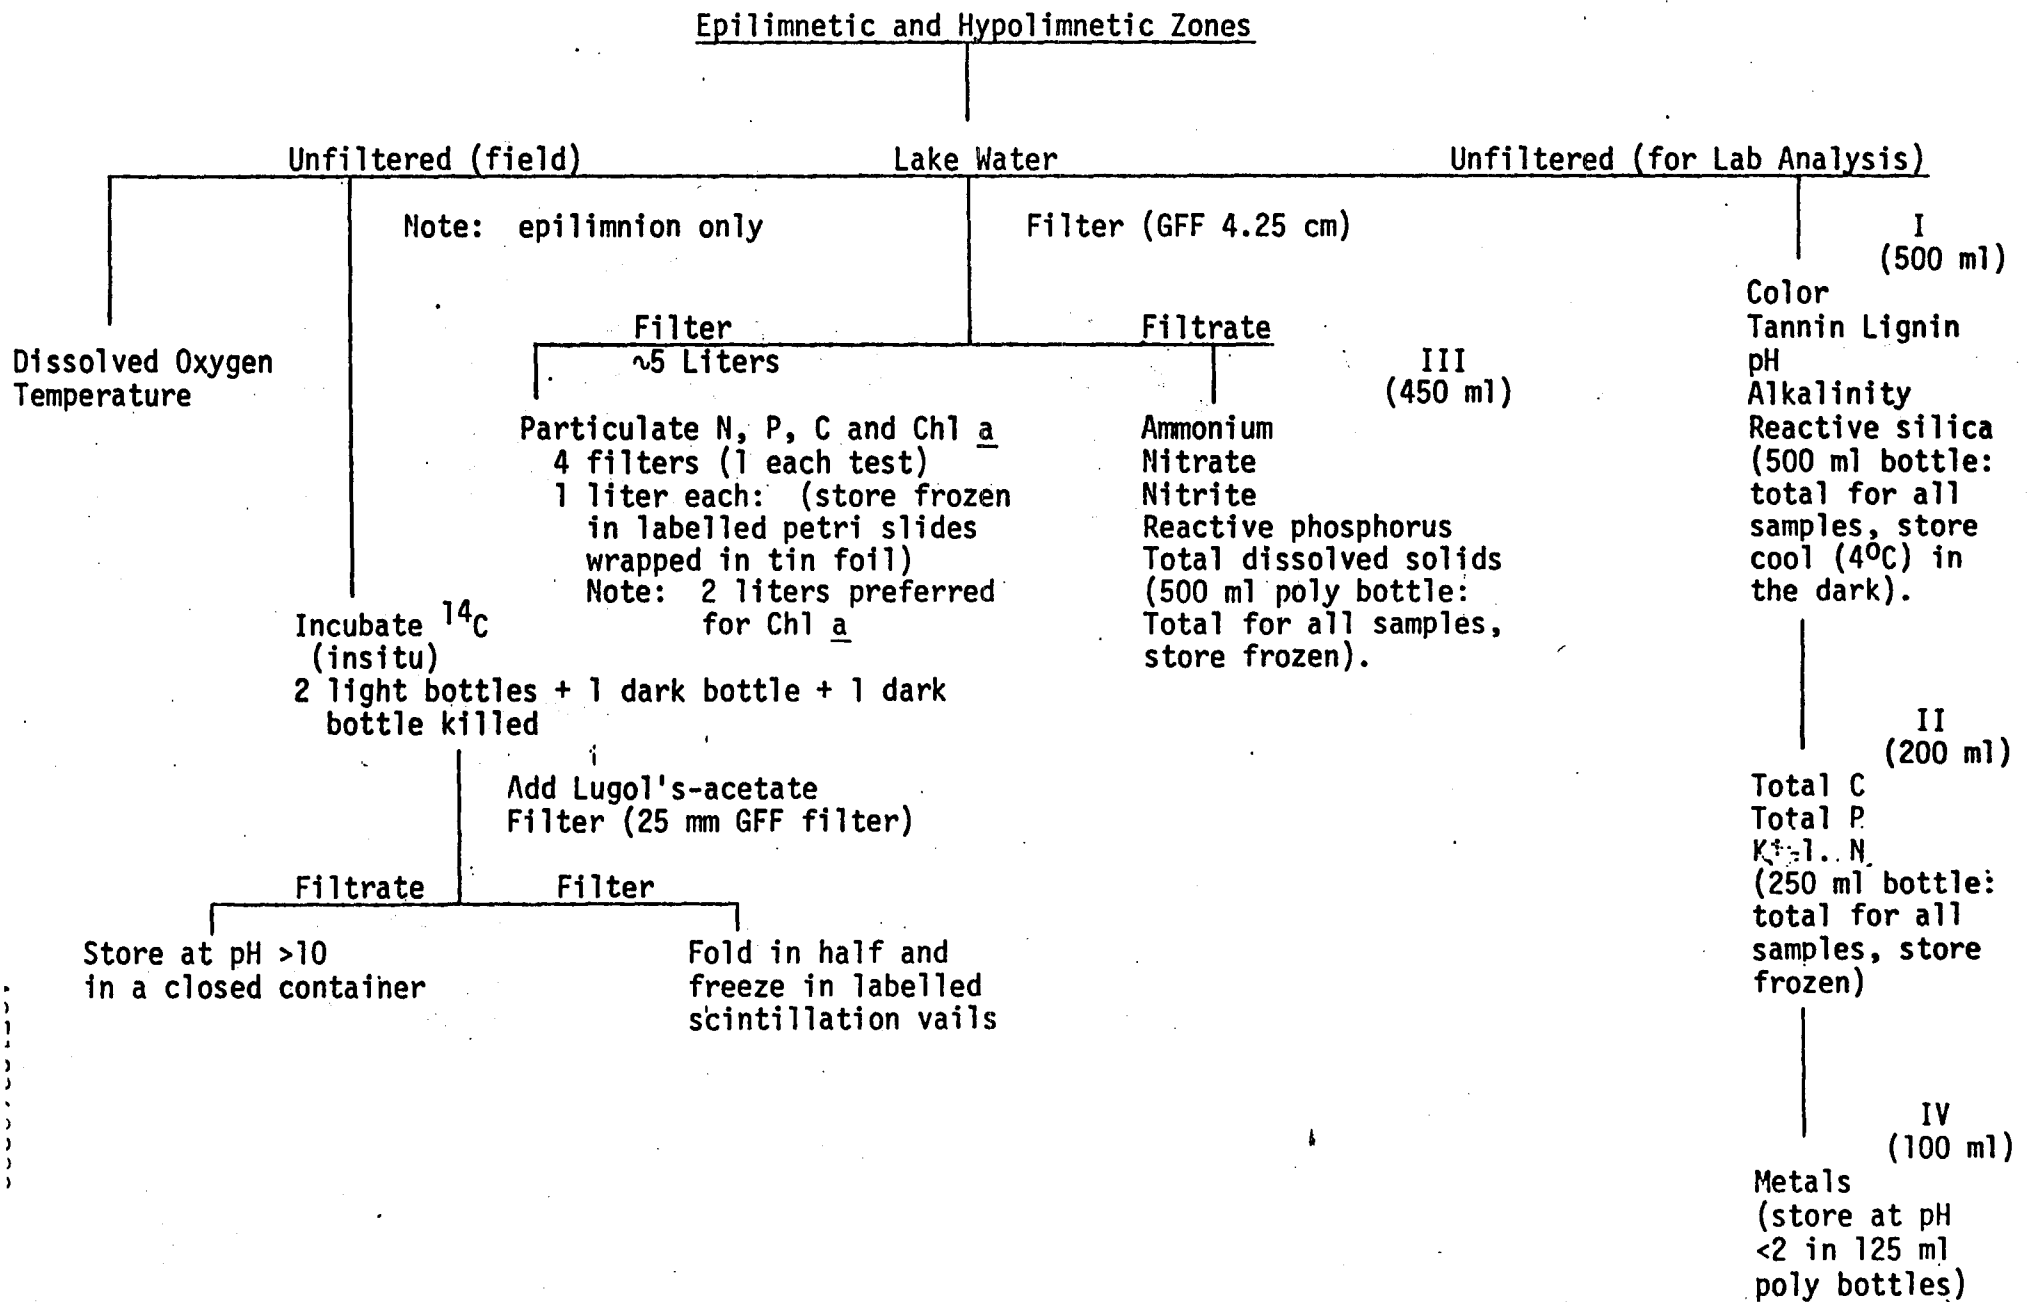 Epilimnetic and Hypolimnetic Zones
Unfiltered (field)
Lake Water
Unfiltered (for Lab Analysis)
Dissolved Oxygen
Temperature
Note: epilimnion only
Incubate 14C
(insitu)
2 light bottles + 1 dark bottle + 1 dark
bottle killed
Add Lugol's-acetate
Filter (25 mm GFF filter)
Filtrate
Store at pH >10
in a closed container
Filter
Fold in half and
freeze in labelled
scintillation vails
Filter (GFF 4.25 cm)
Filter
~5 Liters
Particulate N, P, C and Chl a
4 filters (1 each test)
1 liter each: (store frozen
in labelled petri slides
wrapped in tin foil)
Note: 2 liters preferred
for Chl a
Filtrate
III
(450 ml)
Ammonium
Nitrate
Nitrite
Reactive phosphorus
Total dissolved solids
(500 ml poly bottle:
Total for all samples,
store frozen).
I
(500 ml)
Color
Tannin Lignin
pH
Alkalinity
Reactive silica
(500 ml bottle:
total for all
samples, store
cool (4ºC) in
the dark).
II
(200 ml)
Total C
Total P
N
(250 ml bottle:
total for all
samples, store
frozen)
IV
(100 ml)
Metals
(store at pH
<2 in 125 ml
poly bottles)